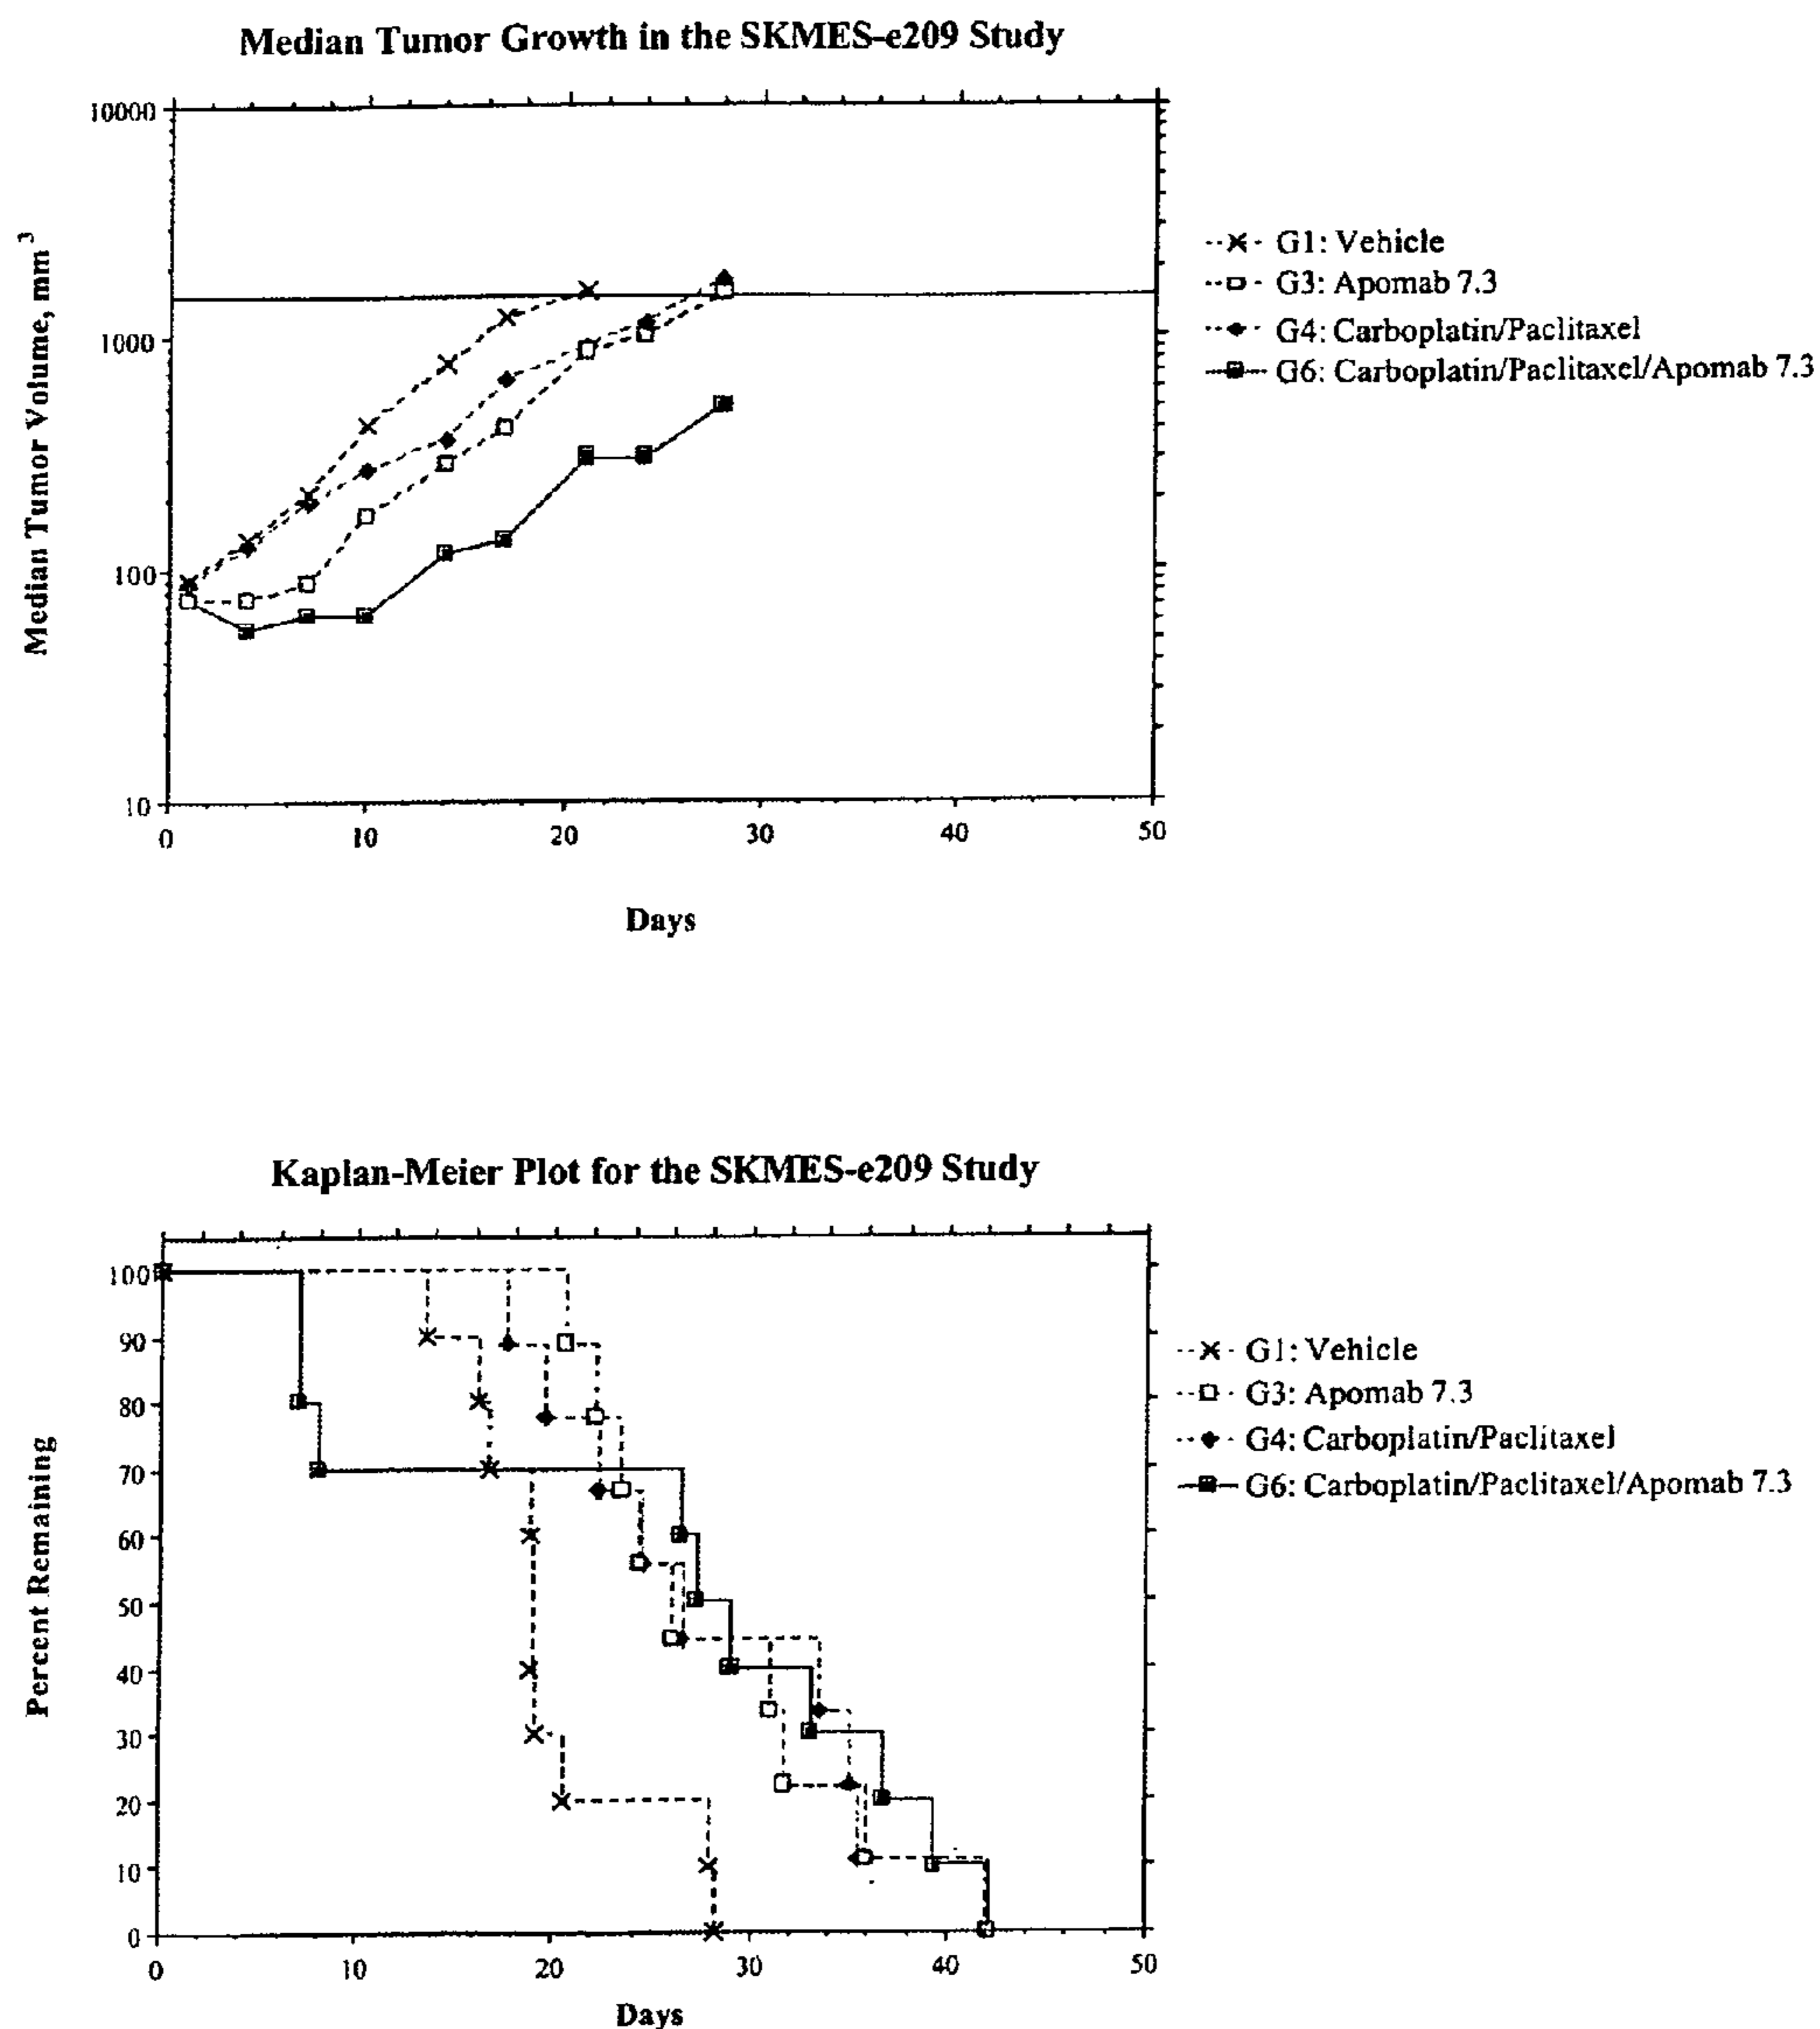 Median Tumor Growth in the SKMES-e209 Study
10000
1000
100
10
0 10 20 30 40 50
Median Tumor Volume, mm³
Days
G1: Vehicle
G3: Apomab 7.3
G4: Carboplatin/Paclitaxel
G6: Carboplatin/Paclitaxel/Apomab 7.3
Kaplan-Meier Plot for the SKMES-e209 Study
100
90
80
70
60
50
40
30
20
10
0
0 10 20 30 40 50
Percent Remaining
Days
G1: Vehicle
G3: Apomab 7.3
G4: Carboplatin/Paclitaxel
G6: Carboplatin/Paclitaxel/Apomab 7.3